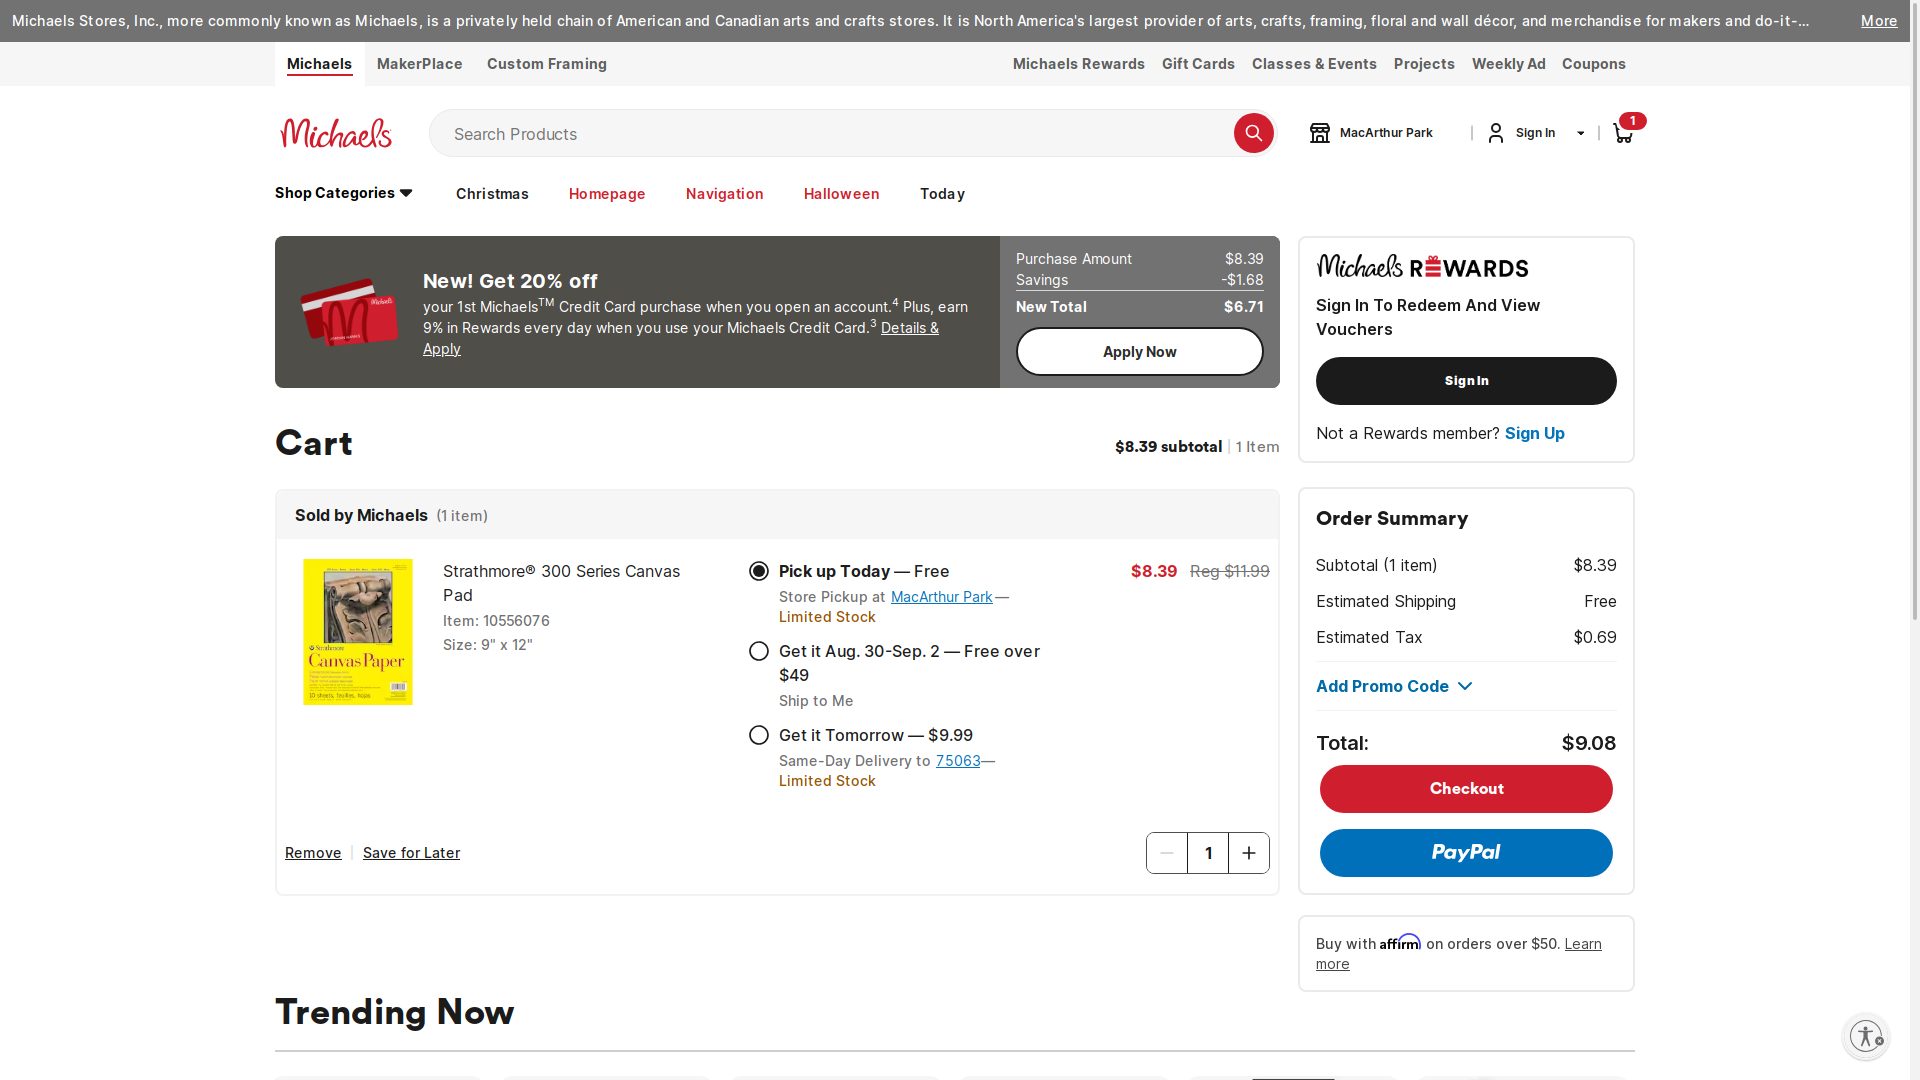 Michaels Stores, Inc., more commonly known as Michaels, is a privately held chain of American and Canadian arts and crafts stores. It is North America's largest provider of arts, crafts, framing, floral and wall décor, and merchandise for makers and do-it-... More
Michaels MakerPlace Custom Framing Michaels Rewards Gift Cards Classes & Events Projects Weekly Ad Coupons
Michaels Search Products MacArthur Park Sign In 1
Shop Categories Christmas Homepage Navigation Halloween Today
New! Get 20% off
your 1st Michaels™ Credit Card purchase when you open an account.⁴ Plus, earn
9% in Rewards every day when you use your Michaels Credit Card.³ Details &
Apply
Purchase Amount $8.39
Savings -$1.68
New Total $6.71
Apply Now
Michaels REWARDS
Sign In To Redeem And View
Vouchers
Sign In
Not a Rewards member? Sign Up
Cart
$8.39 subtotal | 1 Item
Sold by Michaels (1 item)
Strathmore
Canvas Paper
Strathmore® 300 Series Canvas
Pad
Item: 10556076
Size: 9" x 12"
Pick up Today — Free
Store Pickup at MacArthur Park—
Limited Stock
Get it Aug. 30-Sep. 2 — Free over
$49
Ship to Me
Get it Tomorrow — $9.99
Same-Day Delivery to 75063—
Limited Stock
$8.39 Reg $11.99
Remove | Save for Later
1
Order Summary
Subtotal (1 item) $8.39
Estimated Shipping Free
Estimated Tax $0.69
Add Promo Code
Total: $9.08
Checkout
PayPal
Buy with affirm on orders over $50. Learn
more
Trending Now